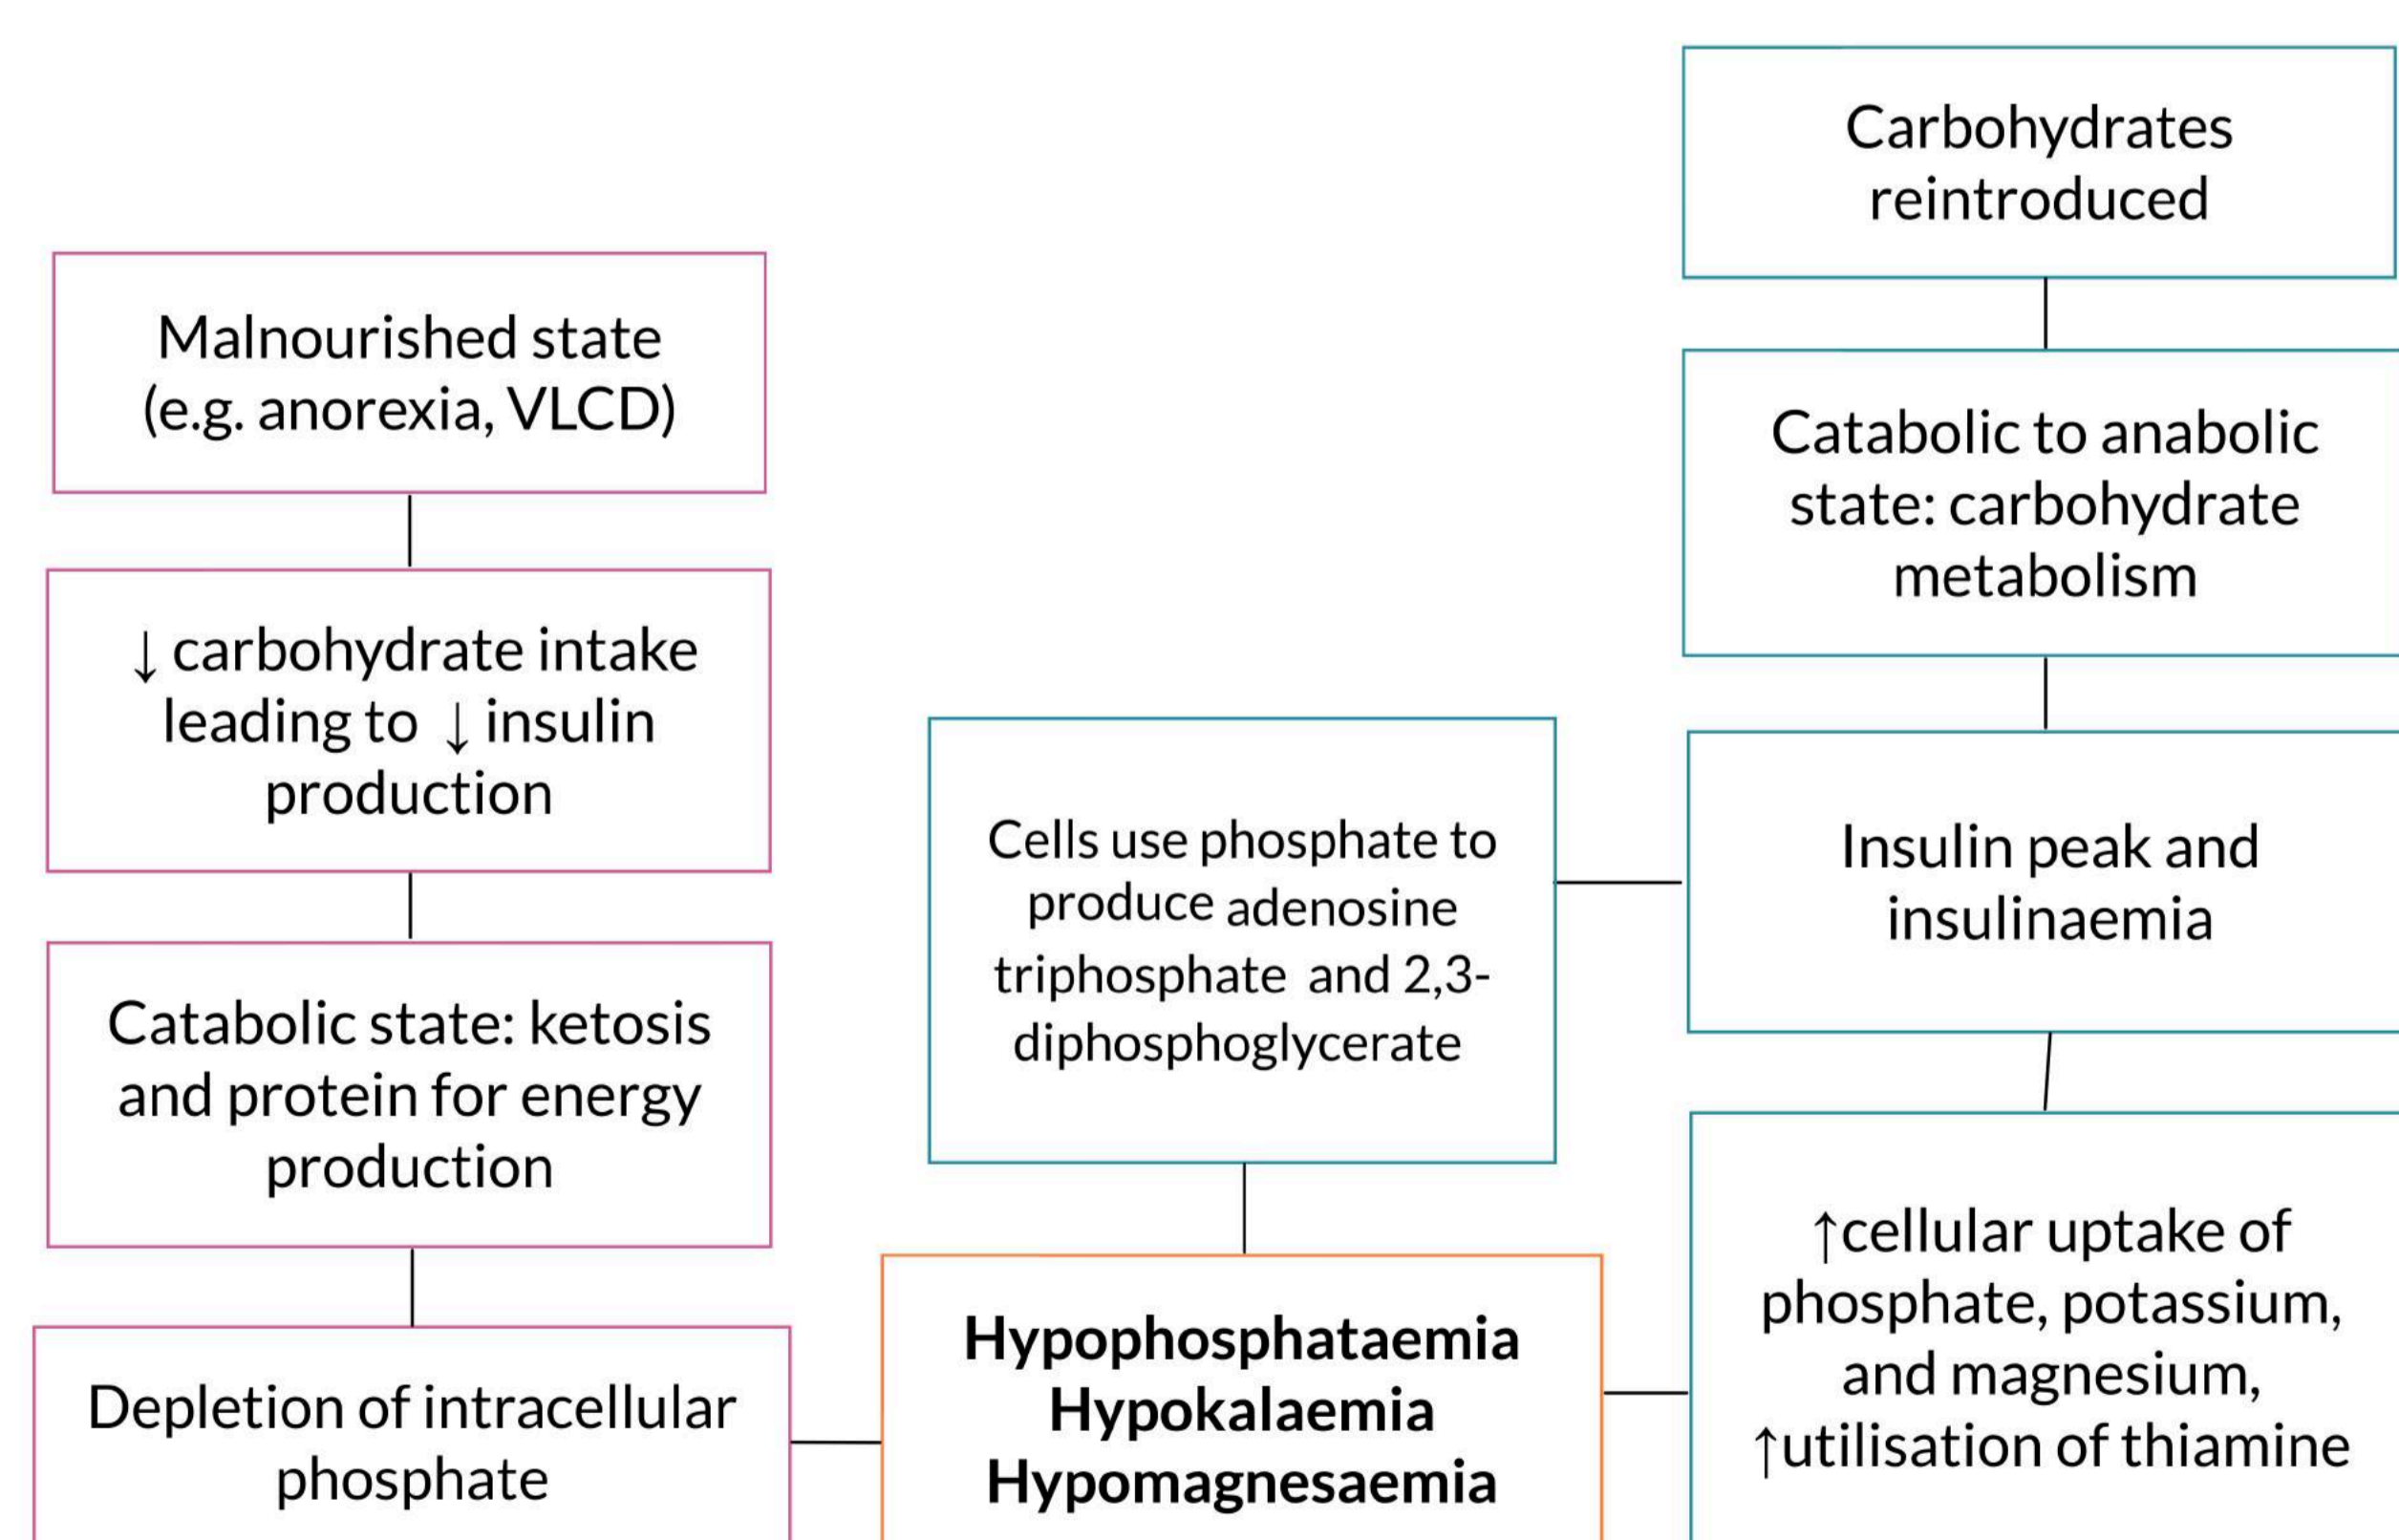 Malnourished state
(e.g. anorexia, VLCD)
↓ carbohydrate intake
leading to ↓ insulin
production
Catabolic state: ketosis
and protein for energy
production
Depletion of intracellular
phosphate
Carbohydrates
reintroduced
Catabolic to anabolic
state: carbohydrate
metabolism
Insulin peak and
insulinaemia
Cells use phosphate to
produce adenosine
triphosphate and 2,3-
diphosphoglycerate
↑cellular uptake of
phosphate, potassium,
and magnesium,
↑utilisation of thiamine
Hypophosphataemia
Hypokalaemia
Hypomagnesaemia